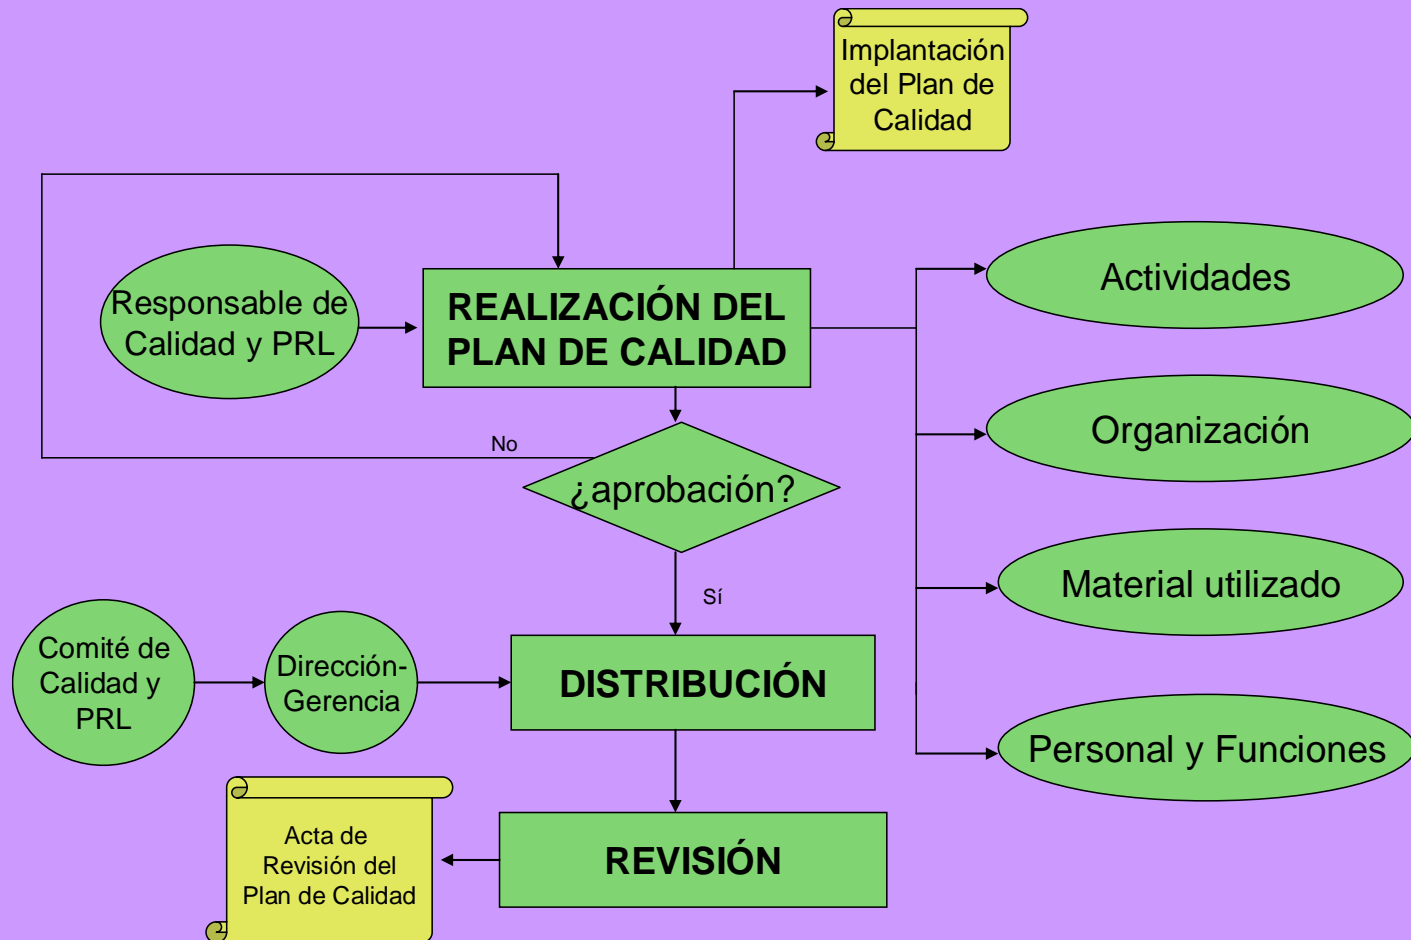 Implantación
del Plan de
Calidad
Responsable de
Calidad y PRL
REALIZACIÓN DEL
PLAN DE CALIDAD
Actividades
No
¿aprobación?
Organización
Sí
Material utilizado
Comité de
Calidad y
PRL
Dirección-
Gerencia
DISTRIBUCIÓN
Personal y Funciones
Acta de
Revisión del
Plan de Calidad
REVISIÓN